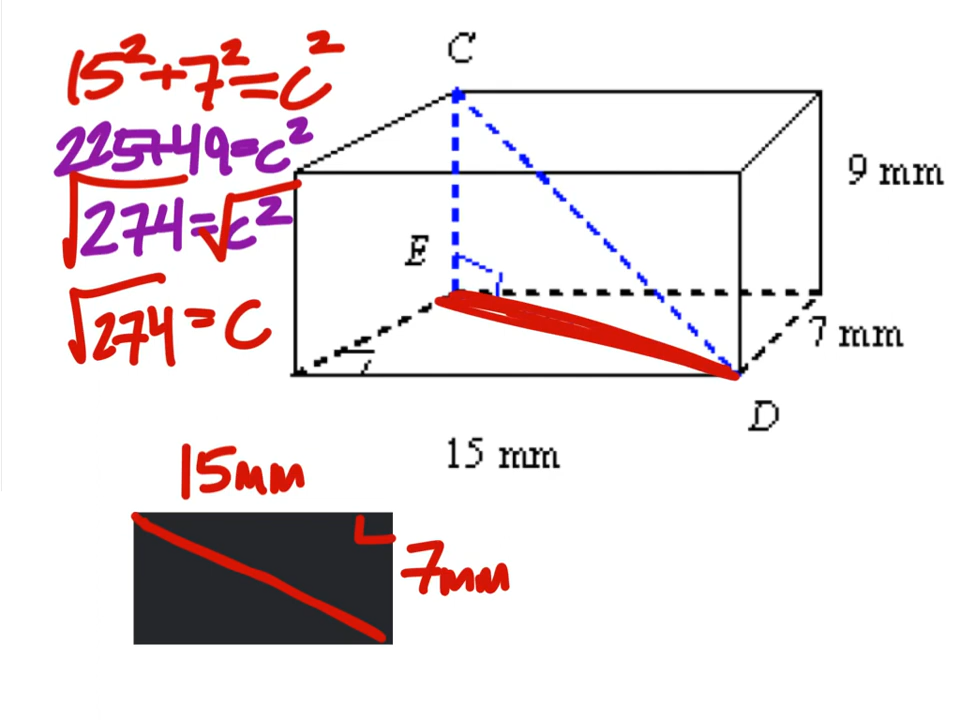 15²+7²=c²
225+49=c²
√274=√c²
√274=C
C
E
9 mm
7 mm
D
15 mm
15mm
7mm